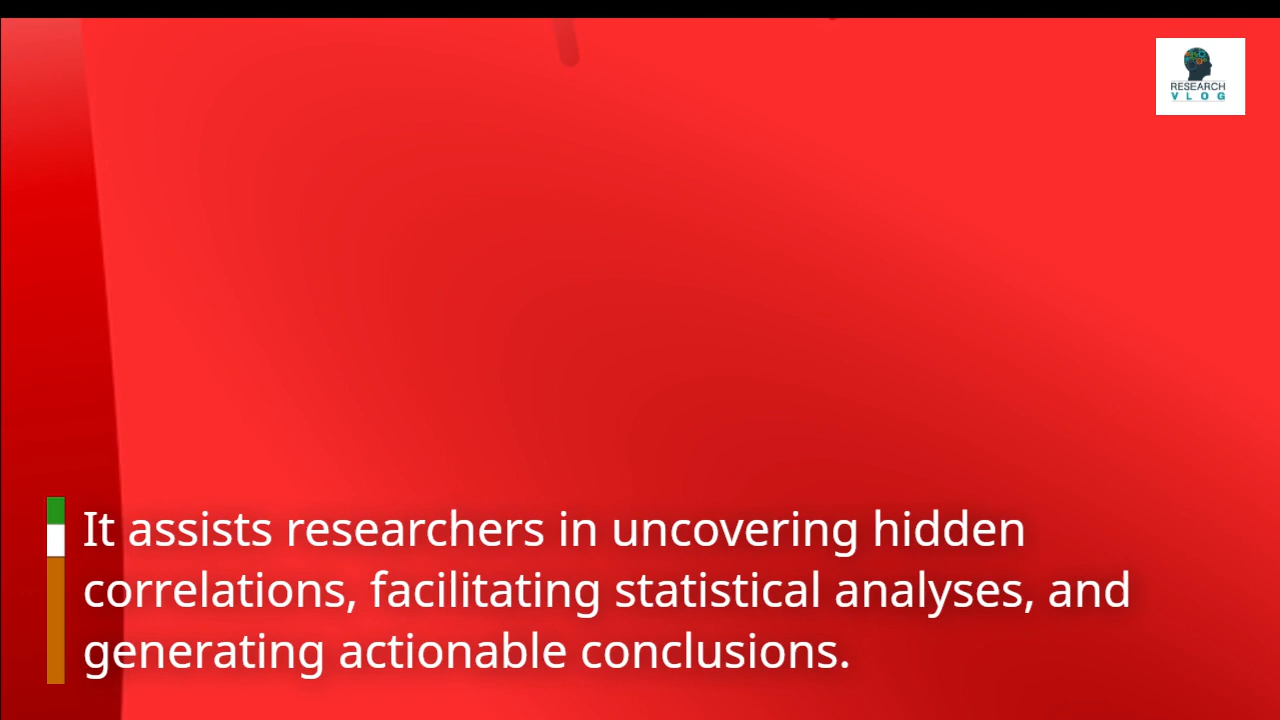 RESEARCH
VLOG
It assists researchers in uncovering hidden
correlations, facilitating statistical analyses, and
generating actionable conclusions.